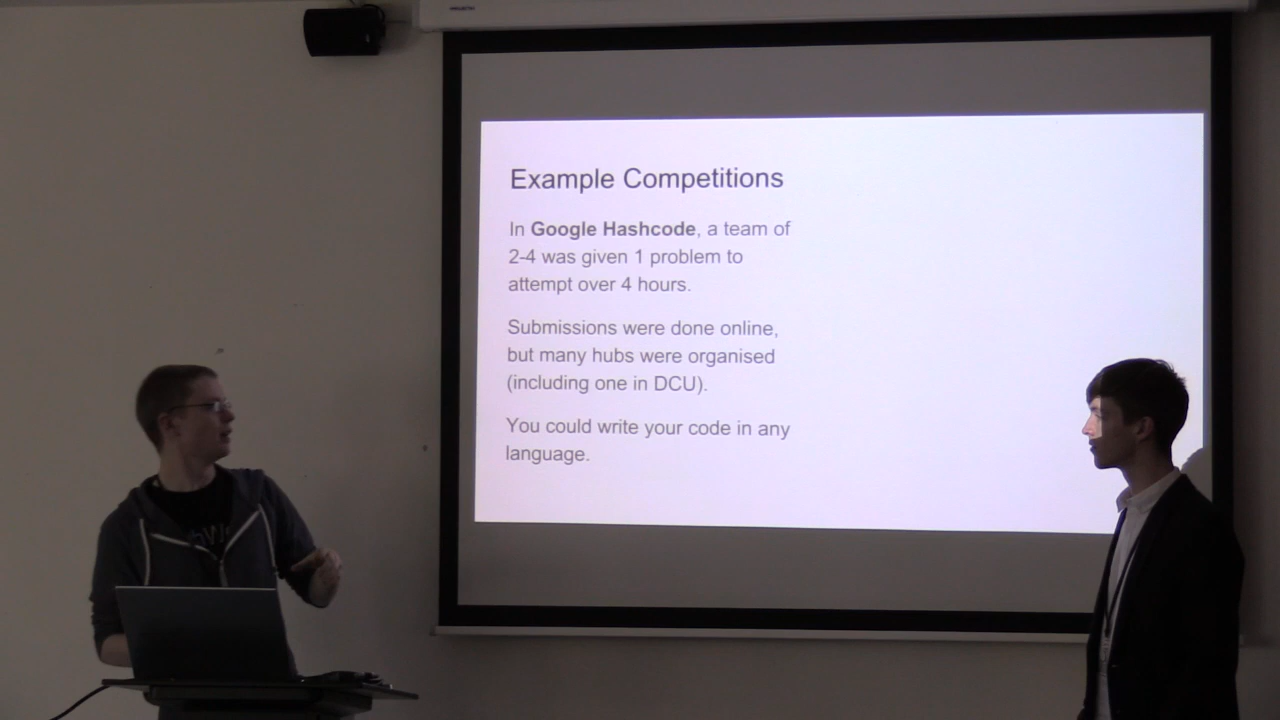 Example Competitions
In Google Hashcode, a team of
2-4 was given 1 problem to
attempt over 4 hours.
Submissions were done online,
but many hubs were organised
(including one in DCU).
You could write your code in any
language.